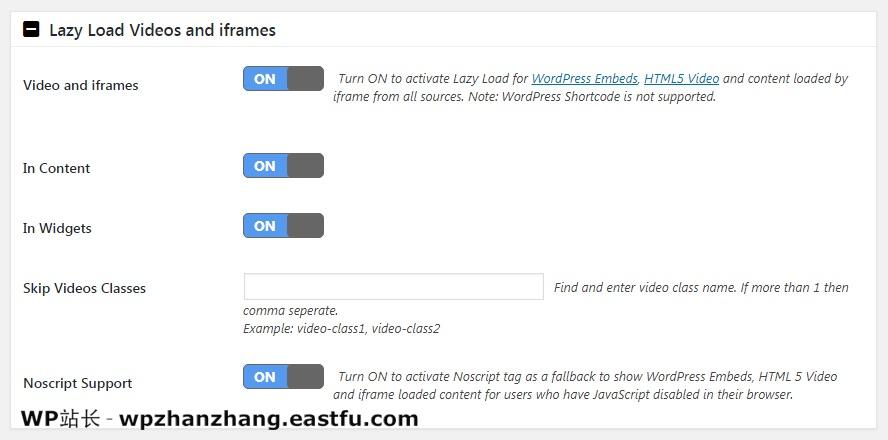 Lazy Load Videos and iframes
Video and iframes
ON
Turn ON to activate Lazy Load for WordPress Embeds, HTML5 Video and content loaded by
iframe from all sources. Note: WordPress Shortcode is not supported.
In Content
ON
In Widgets
ON
Skip Videos Classes
Find and enter video class name. If more than 1 then
comma seperate.
Example: video-class1, video-class2
Noscript Support
ON
Turn ON to activate Noscript tag as a fallback to show WordPress Embeds, HTML 5 Video
and iframe loaded content for users who have JavaScript disabled in their browser.
WP站长 - wpzhanzhang.eastfu.com